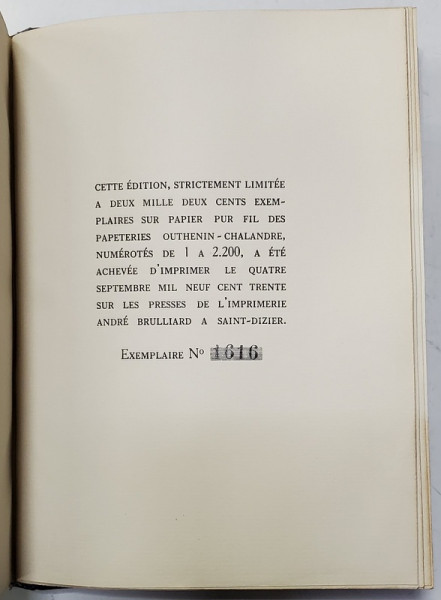 CETTE ÉDITION, STRICTEMENT LIMITÉE
A DEUX MILLE DEUX CENTS EXEM-
PLAIRES SUR PAPIER PUR FIL DES
PAPETERIES OUTHENIN-CHALANDRE,
NUMÉROTÉS DE 1 A 2.200, A ÉTÉ
ACHEVÉE D'IMPRIMER LE QUATRE
SEPTEMBRE MIL NEUF CENT TRENTE
SUR LES PRESSES DE L'IMPRIMERIE
ANDRÉ BRULLIARD A SAINT-DIZIER.
EXEMPLAIRE Nº 1616